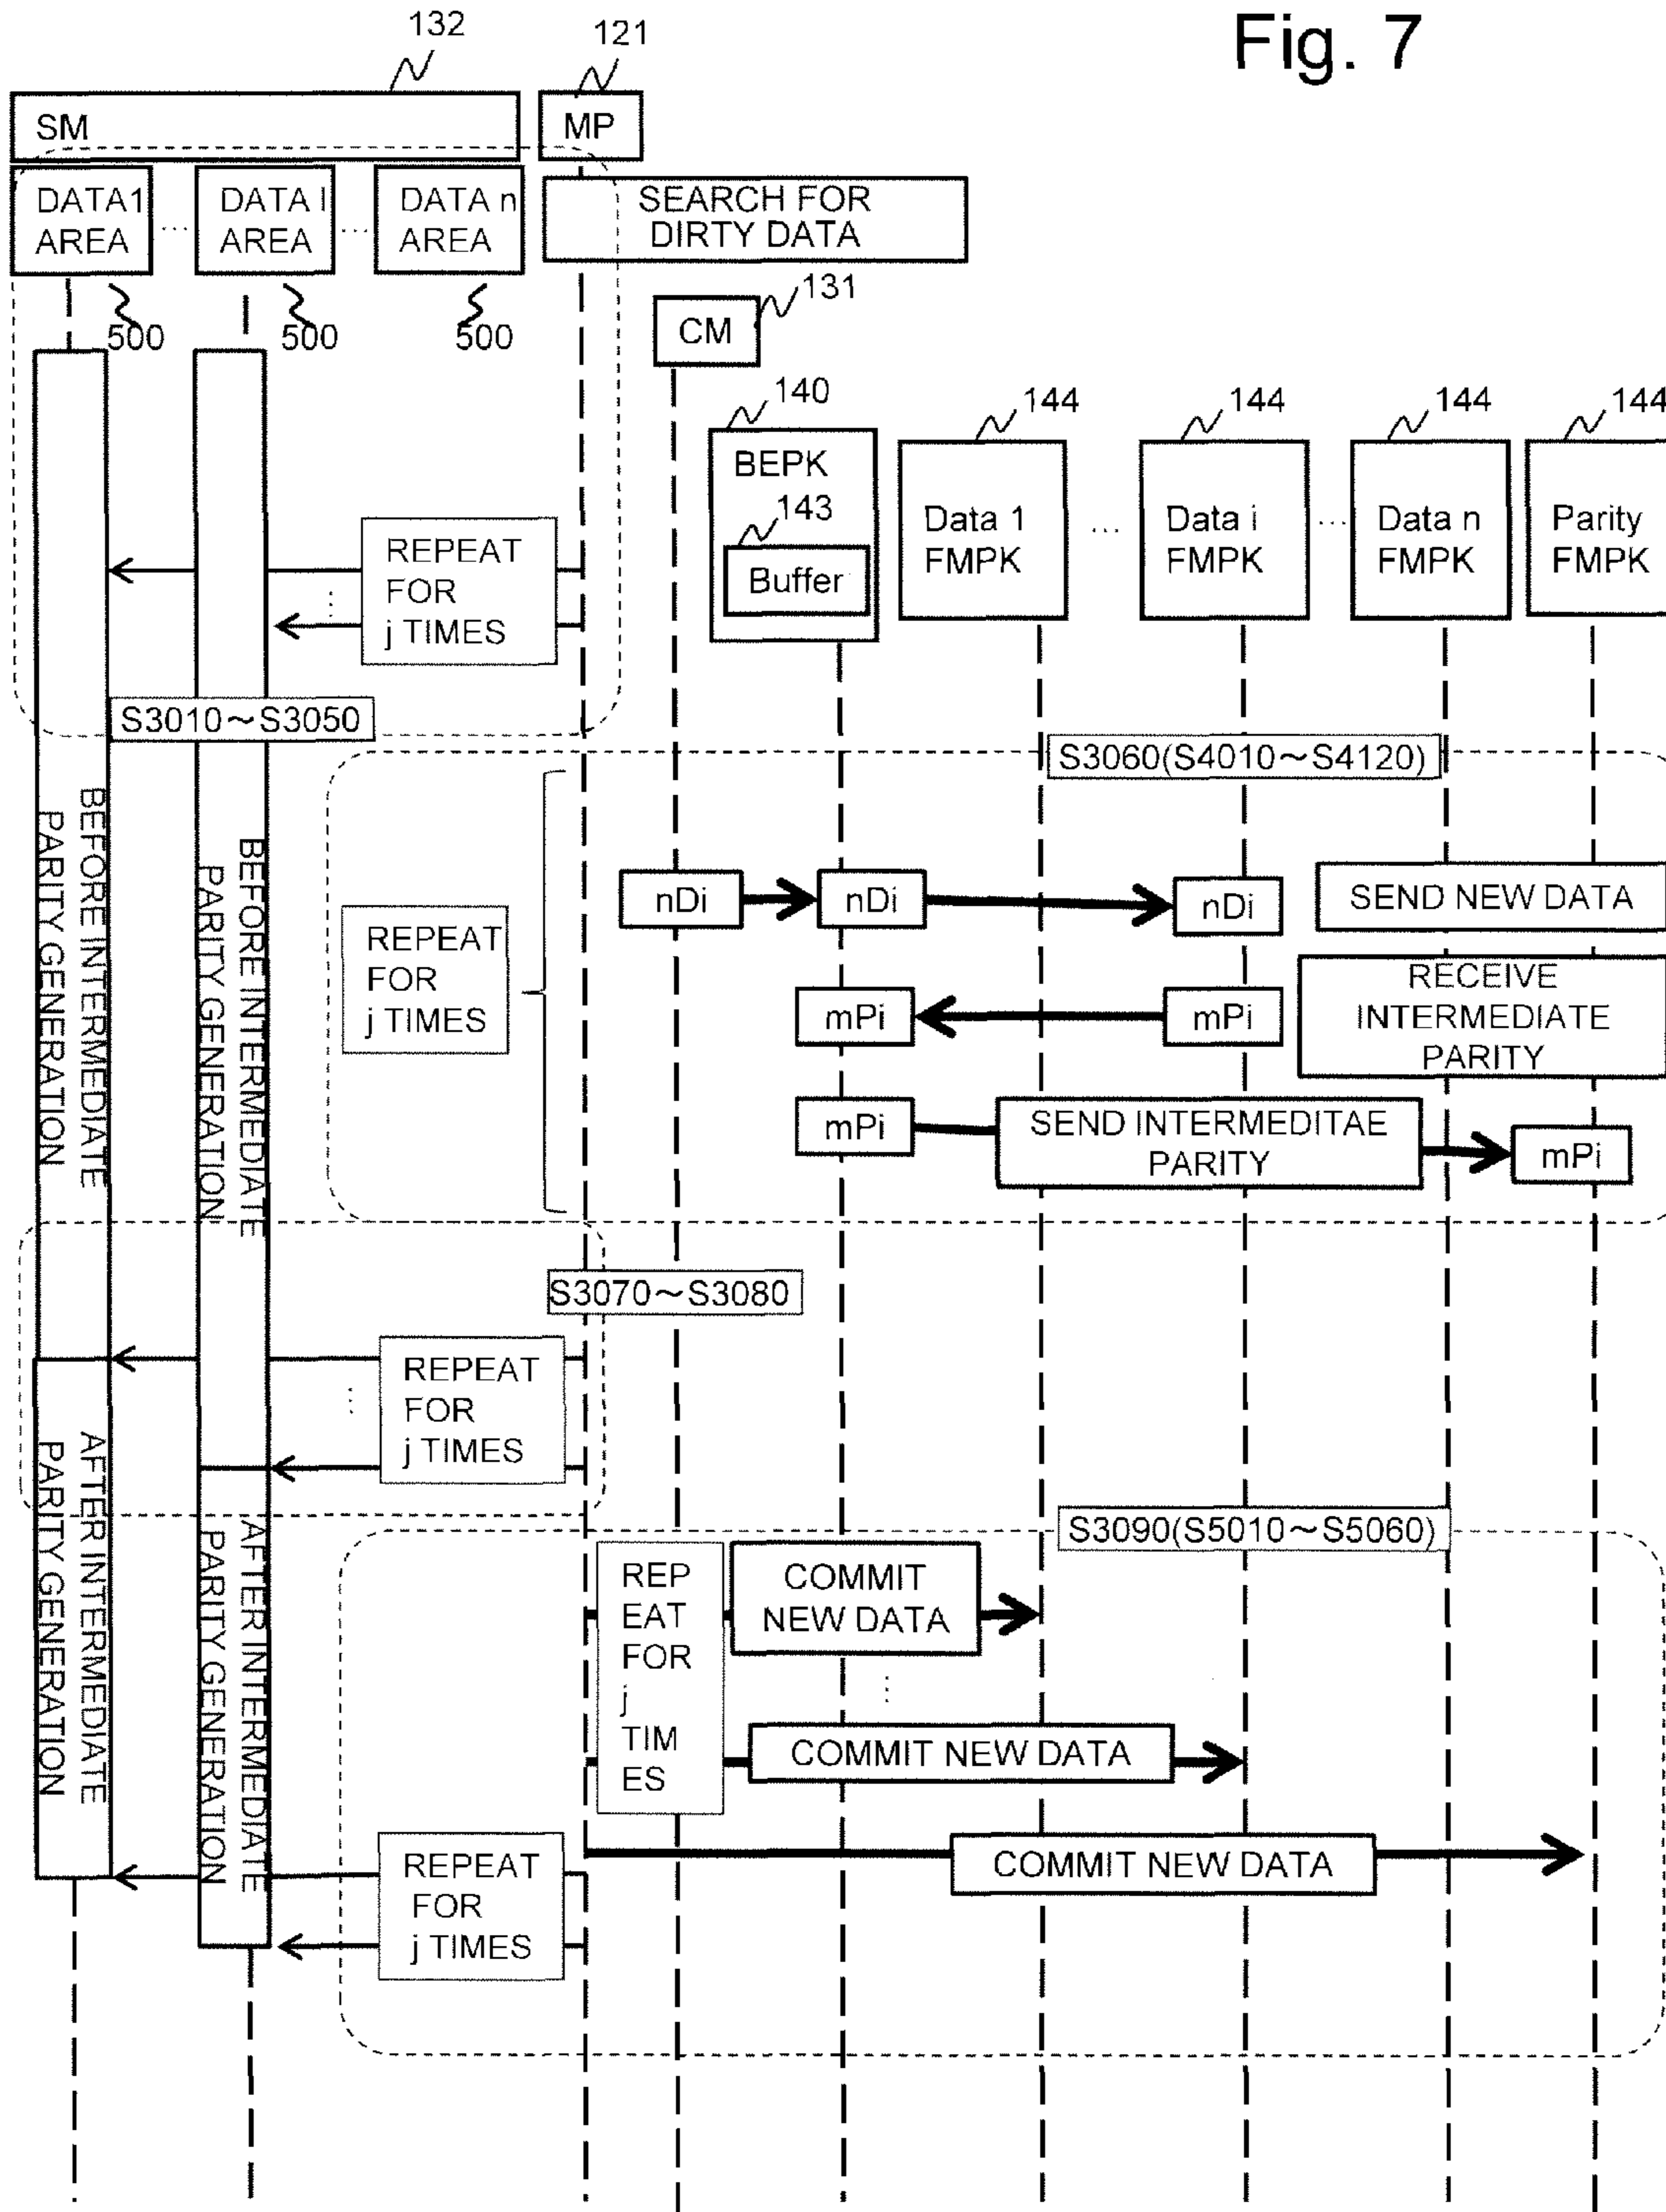 Fig. 7
132
121
SM
MP
DATA1
AREA
...
DATA I
AREA
...
DATA n
AREA
SEARCH FOR
DIRTY DATA
500
500
500
131
CM
140
BEPK
143
Buffer
144
Data 1
FMPK
...
144
Data i
FMPK
...
144
Data n
FMPK
144
Parity
FMPK
REPEAT
FOR
j TIMES
S3010~S3050
S3060(S4010~S4120)
BEFORE INTERMEDIATE
PARITY GENERATION
BEFORE INTERMEDIATE
PARITY GENERATION
REPEAT
FOR
j TIMES
nDi
nDi
nDi
SEND NEW DATA
mPi
mPi
RECEIVE
INTERMEDIATE
PARITY
mPi
SEND INTERMEDITAE
PARITY
mPi
S3070~S3080
REPEAT
FOR
j TIMES
AFTER INTERMEDIATE
PARITY GENERATION
AFTER INTERMEDIATE
PARITY GENERATION
S3090(S5010~S5060)
REP
EAT
FOR
j
TIM
ES
COMMIT
NEW DATA
...
COMMIT NEW DATA
COMMIT NEW DATA
REPEAT
FOR
j TIMES